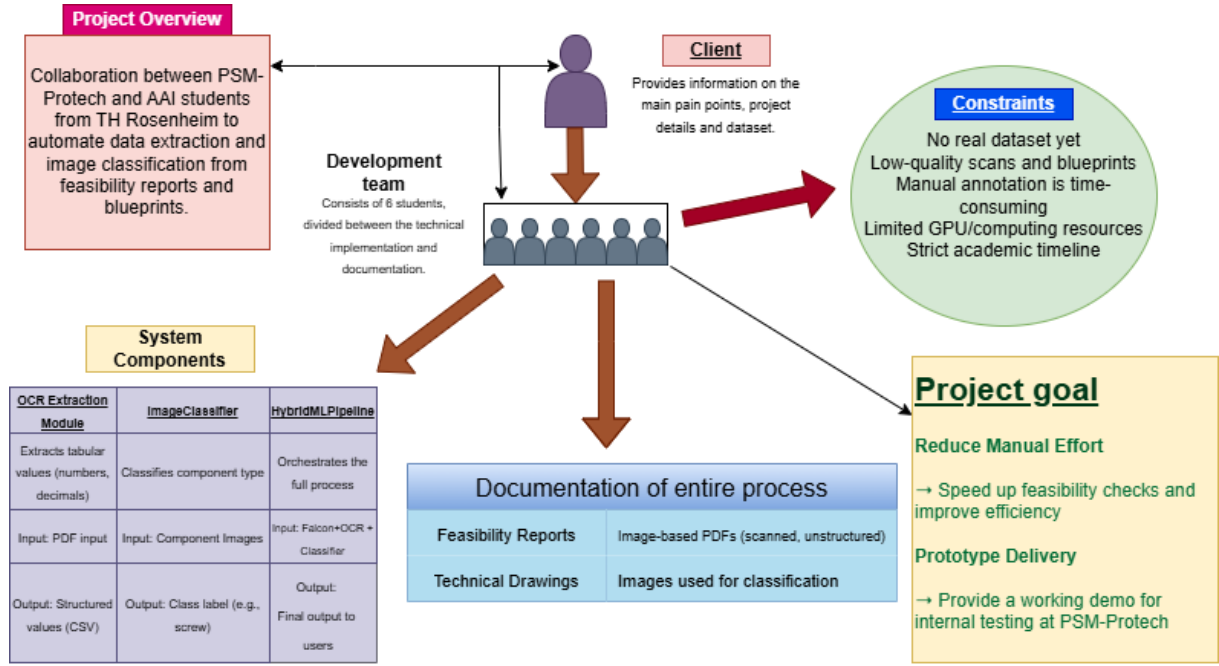 Project Overview
Collaboration between PSM-
Protech and AAI students
from TH Rosenheim to
automate data extraction and
image classification from
feasibility reports and
blueprints.
Client
Provides information on the
main pain points, project
details and dataset.
Constraints
No real dataset yet
Low-quality scans and blueprints
Manual annotation is time-
consuming
Limited GPU/computing resources
Strict academic timeline
Development
team
Consists of 6 students,
divided between the technical
implementation and
documentation.
System
Components
OCR Extraction
Module
ImageClassifier
HybridMLPipeline
Extracts tabular
values (numbers,
decimals)
Classifies component type
Orchestrates the
full process
Input: PDF input
Input: Component Images
Input: Falcon+OCR +
Classifier
Output: Structured
values (CSV)
Output: Class label (e.g.,
screw)
Output:
Final output to
users
Documentation of entire process
Feasibility Reports
Image-based PDFs (scanned, unstructured)
Technical Drawings
Images used for classification
Project goal
Reduce Manual Effort
→ Speed up feasibility checks and
improve efficiency
Prototype Delivery
→ Provide a working demo for
internal testing at PSM-Protech